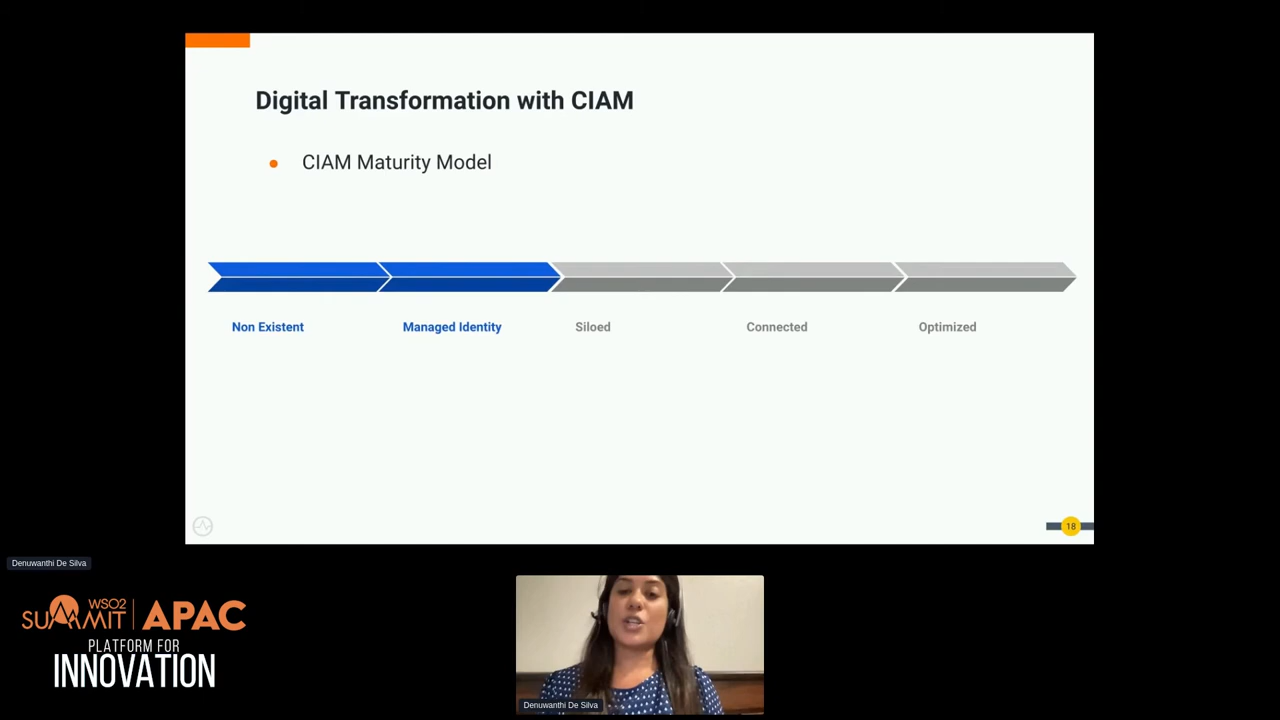 Digital Transformation with CIAM
CIAM Maturity Model
Non Existent
Managed Identity
Siloed
Connected
Optimized
18
Denuwanthi De Silva
WSO2
SUMMIT
APAC
PLATFORM FOR
INNOVATION
Denuwanthi De Silva